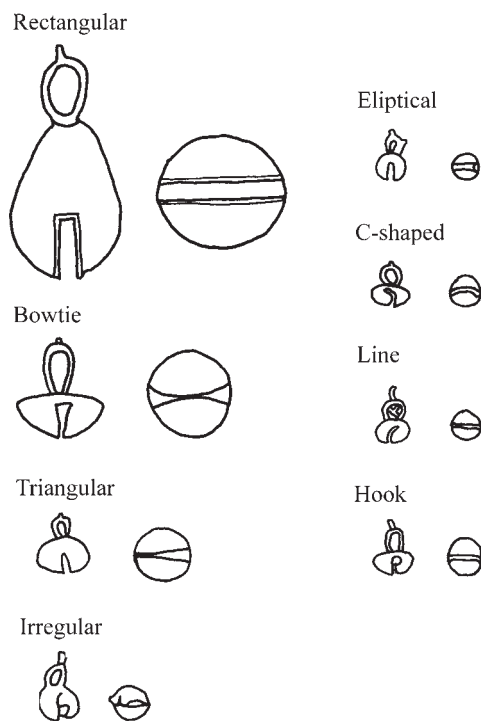 Rectangular
Bowtie
Triangular
Irregular
Eliptical
C-shaped
Line
Hook